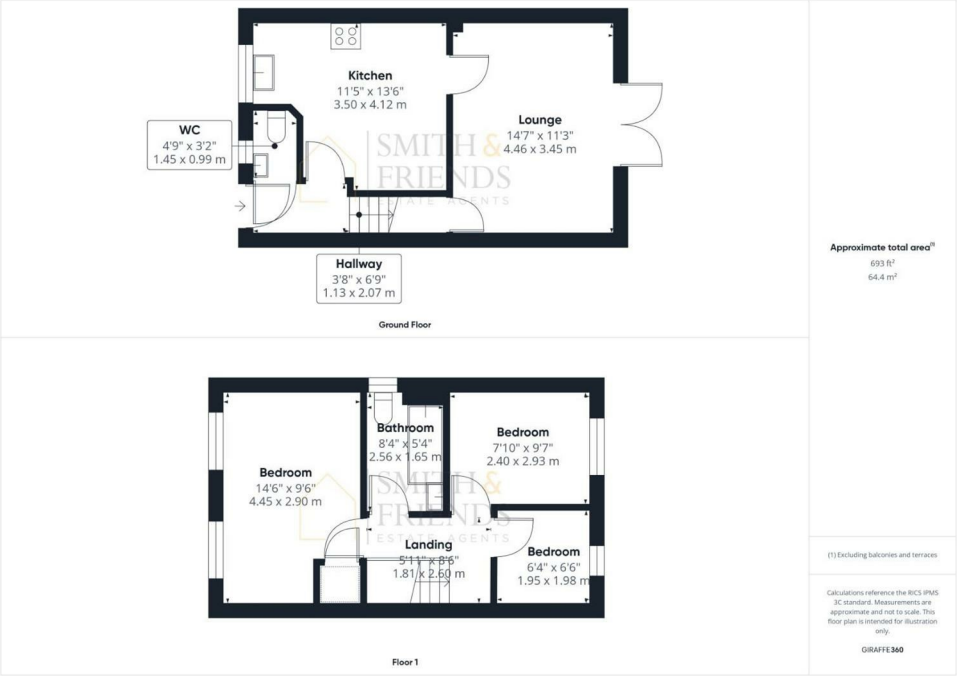 Kitchen
11'5" x 13'6"
3.50 x 4.12 m
WC
4'9" x 3'2"
1.45 x 0.99 m
Lounge
14'7" x 11'3"
4.46 x 3.45 m
SMITH &
FRIENDS
ESTATE AGENTS
Hallway
3'8" x 6'9"
1.13 x 2.07 m
Ground Floor
Approximate total area(1)
693 ft²
64.4 m²
Bathroom
8'4" x 5'4"
2.56 x 1.65 m
Bedroom
7'10" x 9'7"
2.40 x 2.93 m
Bedroom
14'6" x 9'6"
4.45 x 2.90 m
SMITH &
FRIENDS
ESTATE AGENTS
Landing
5'11" x 8'6"
1.81 x 2.60 m
Bedroom
6'4" x 6'6"
1.95 x 1.98 m
Floor 1
(1) Excluding balconies and terraces
Calculations reference the RICS IPMS
3C standard. Measurements are
approximate and not to scale. This
floor plan is intended for illustration
only.
GIRAFFE360